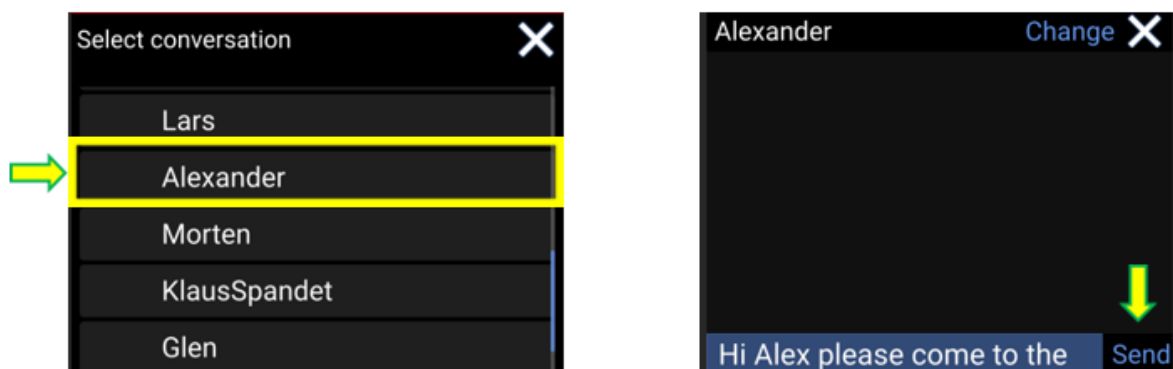 Select conversation
Lars
Alexander
Morten
KlausSpandet
Glen
Alexander Change
Hi Alex please come to the Send